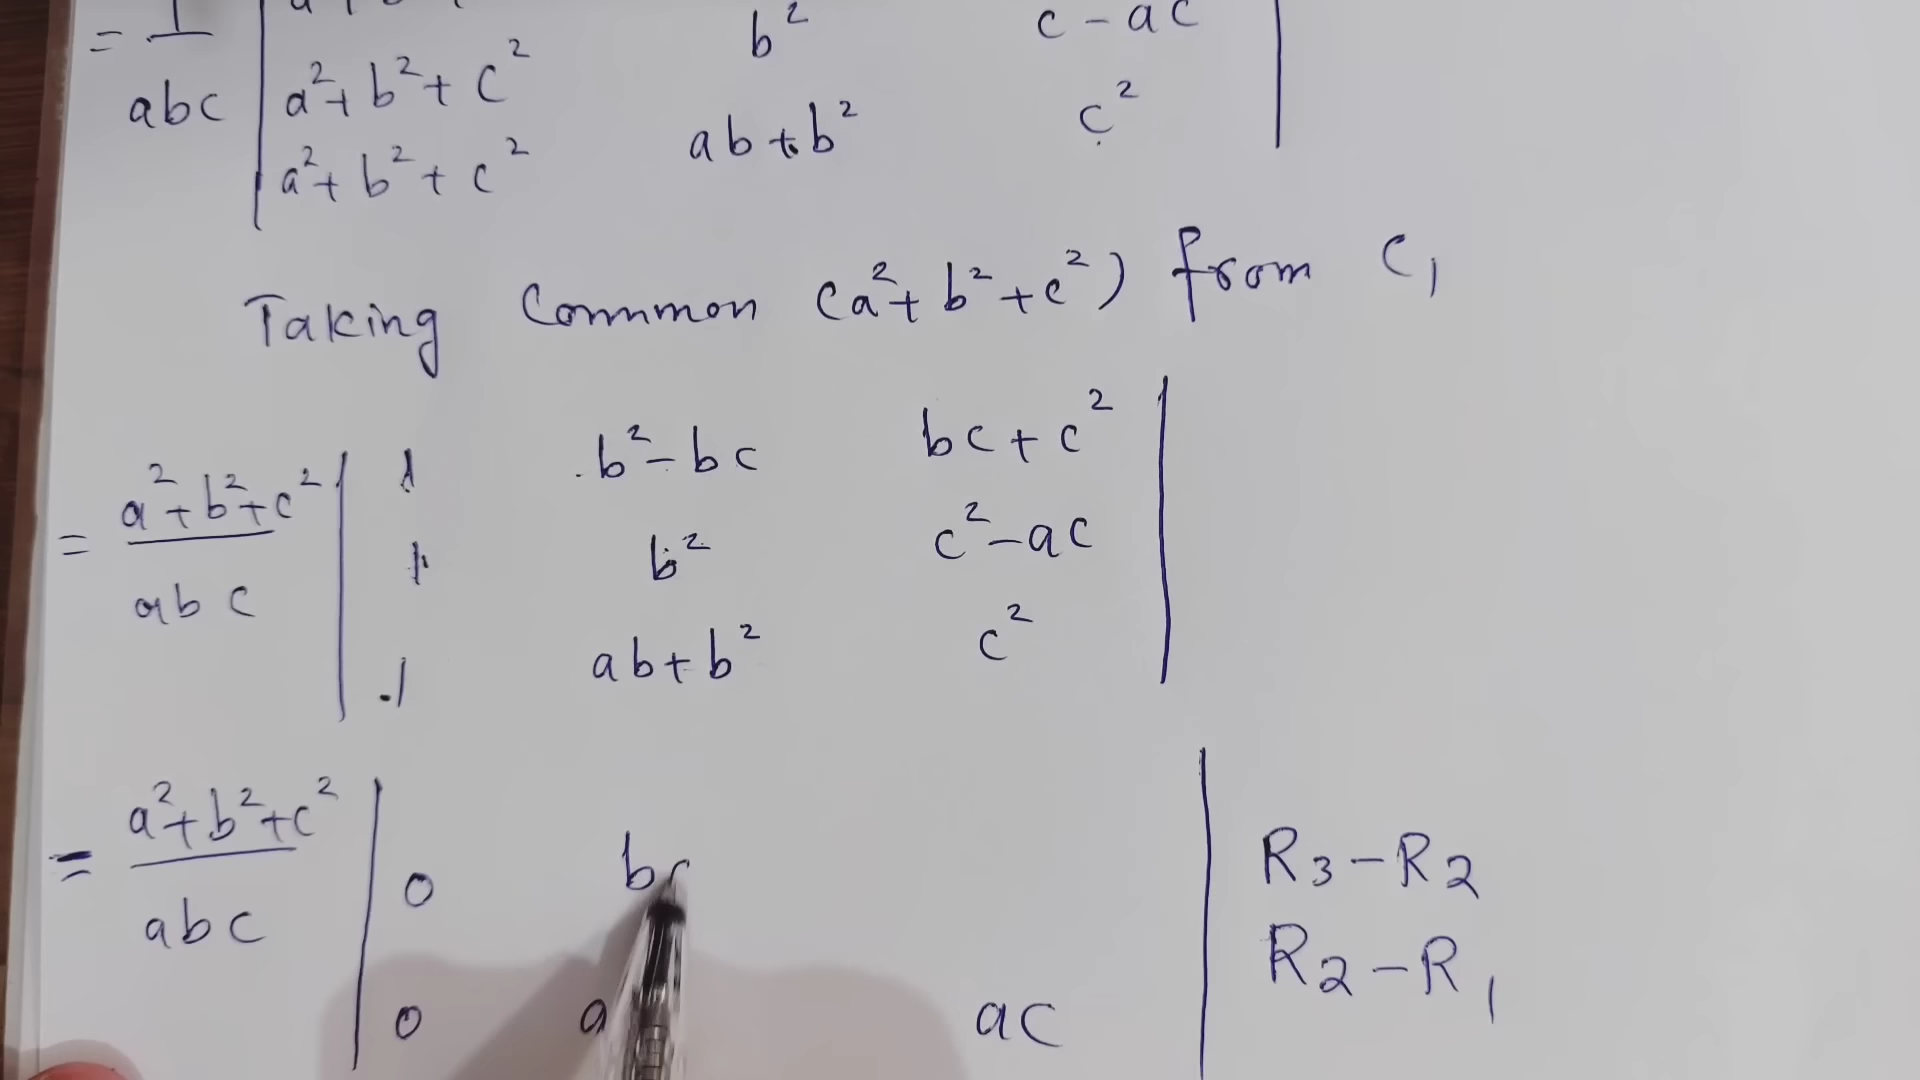 b² c - ac
= 1/abc | a²+b²+c²
ab+b² c² |
a²+b²+c²
Taking Common (a²+b²+c²) from C₁
1 b²-bc bc+c²
= a²+b²+c²/abc | 1 b² c²-ac |
1 ab+b² c²
= a²+b²+c²/abc | 0 bc | R₃-R₂
R₂-R₁
0 a ac